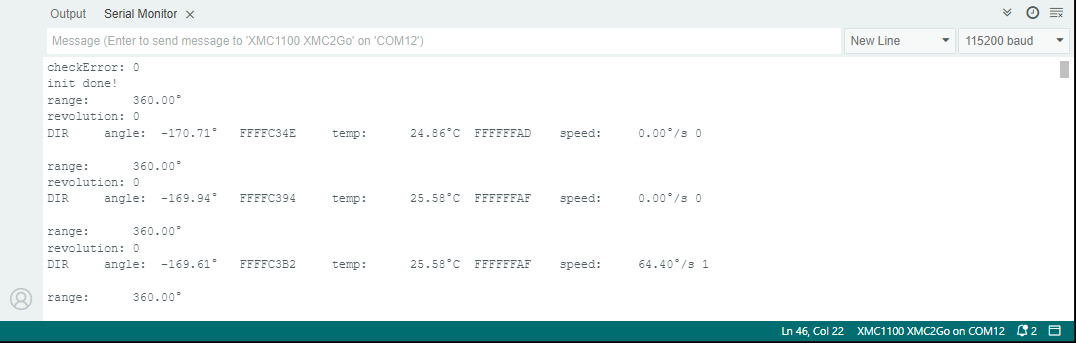 Output Serial Monitor
Message (Enter to send message to 'XMC1100 XMC2Go' on 'COM12') New Line 115200 baud
checkError: 0
init done!
range: 360.00°
revolution: 0
DIR angle: -170.71° FFFFC34E temp: 24.86°C FFFFFFAD speed: 0.00°/s 0
range: 360.00°
revolution: 0
DIR angle: -169.94° FFFFC394 temp: 25.58°C FFFFFFAF speed: 0.00°/s 0
range: 360.00°
revolution: 0
DIR angle: -169.61° FFFFC3B2 temp: 25.58°C FFFFFFAF speed: 64.40°/s 1
range: 360.00°
Ln 46, Col 22 XMC1100 XMC2Go on COM12 2